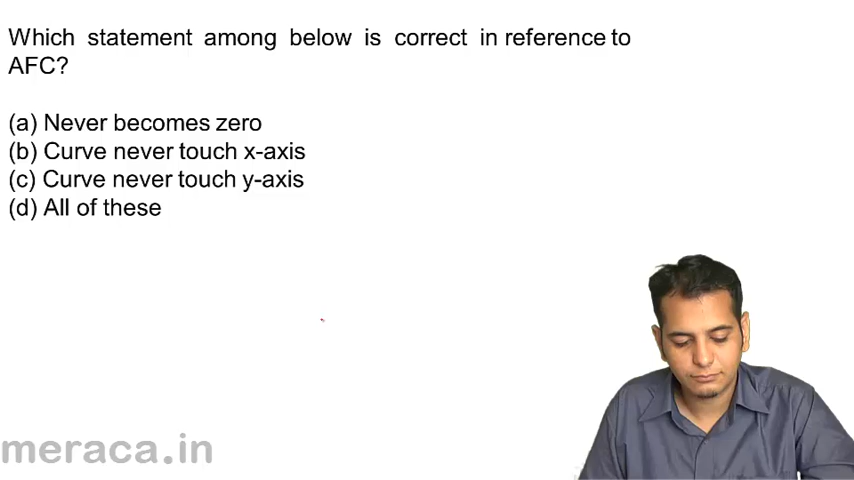 Which statement among below is correct in reference to
AFC?
(a) Never becomes zero
(b) Curve never touch x-axis
(c) Curve never touch y-axis
(d) All of these
meraca.in